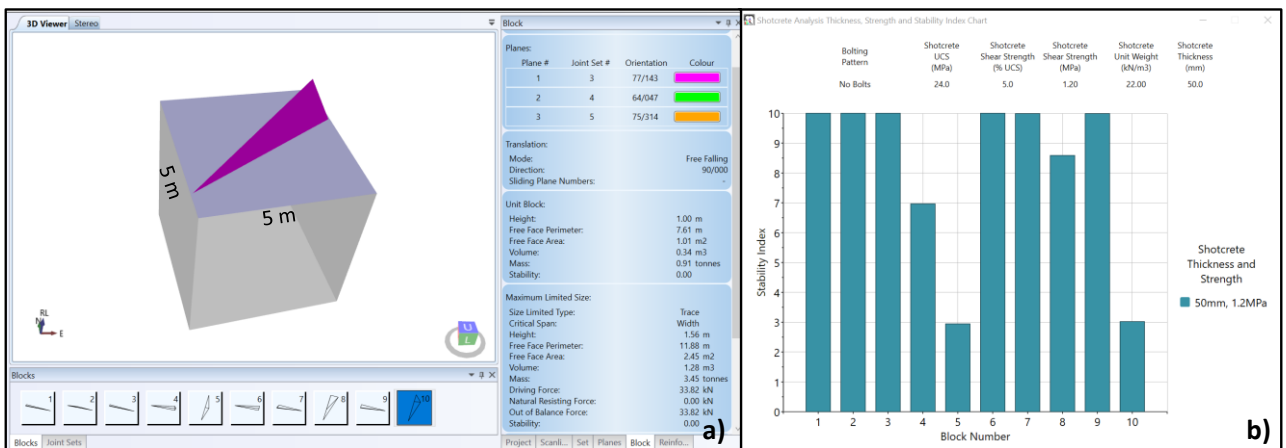 3D Viewer Stereo
5 m
5 m
RL
N
E
U
L
Blocks
1 2 3 4 5 6 7 8 9 10
Blocks Joint Sets
Block
Planes:
Plane # Joint Set # Orientation Colour
1 3 77/143
2 4 64/047
3 5 75/314
Translation:
Mode: Free Falling
Direction: 90/000
Sliding Plane Numbers: -
Unit Block:
Height: 1.00 m
Free Face Perimeter: 7.61 m
Free Face Area: 1.01 m2
Volume: 0.34 m3
Mass: 0.91 tonnes
Stability: 0.00
Maximum Limited Size:
Size Limited Type: Trace
Critical Span: Width
Height: 1.56 m
Free Face Perimeter: 11.88 m
Free Face Area: 2.45 m2
Volume: 1.28 m3
Mass: 3.45 tonnes
Driving Force: 33.82 kN
Natural Resisting Force: 0.00 kN
Out of Balance Force: 33.82 kN
Stability: 0.00
Project Scanli... Set Planes Block Reinfo...
a)
Shotcrete Analysis Thickness, Strength and Stability Index Chart
Bolting Pattern Shotcrete UCS (MPa) Shotcrete Shear Strength (% UCS) Shotcrete Shear Strength (MPa) Shotcrete Unit Weight (kN/m3) Shotcrete Thickness (mm)
No Bolts 24.0 5.0 1.20 22.00 50.0
Stability Index
10
9
8
7
6
5
4
3
2
1
0
1 2 3 4 5 6 7 8 9 10
Block Number
Shotcrete
Thickness and
Strength
50mm, 1.2MPa
b)